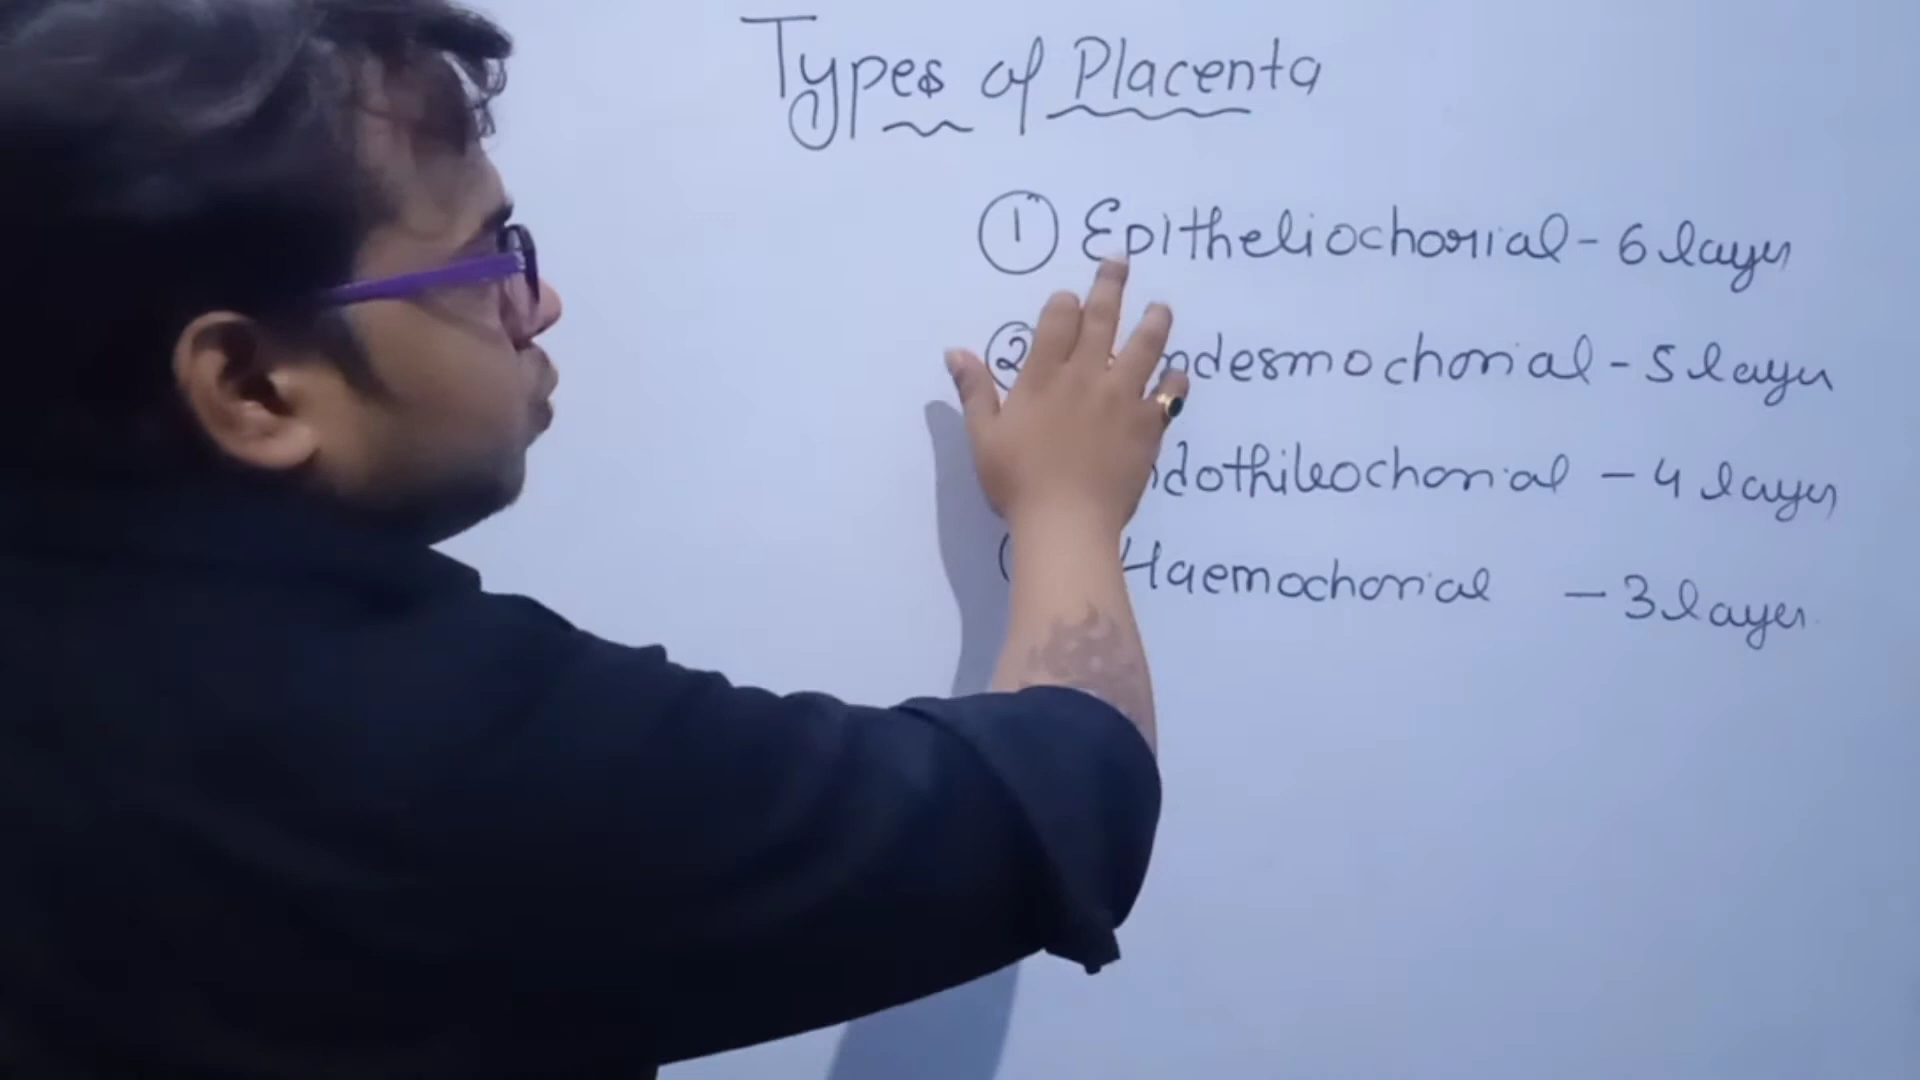 Types of Placenta
1 Epitheliochorial - 6 layer
2 ndesmochorial - 5 layer
dothileochorial - 4 layer
Haemochorial - 3 layer